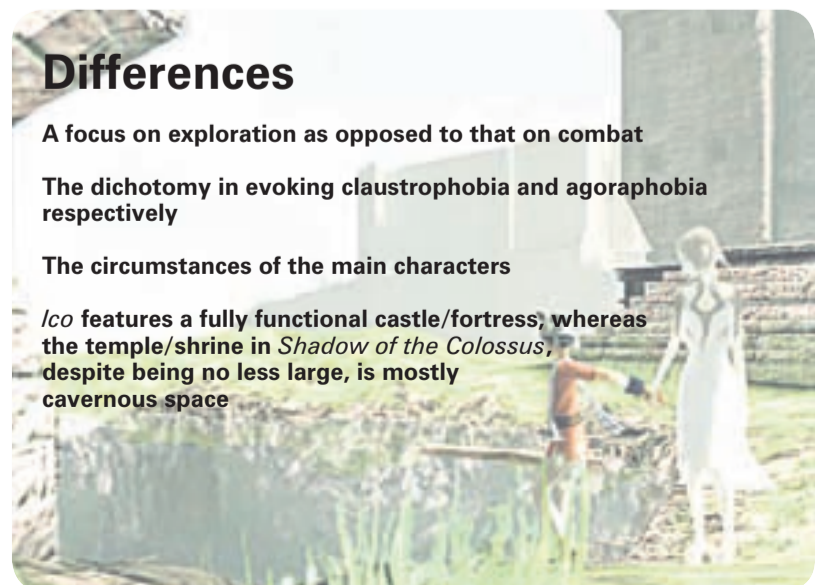 Differences
A focus on exploration as opposed to that on combat
The dichotomy in evoking claustrophobia and agoraphobia
respectively
The circumstances of the main characters
Ico features a fully functional castle/fortress, whereas
the temple/shrine in Shadow of the Colossus,
despite being no less large, is mostly
cavernous space